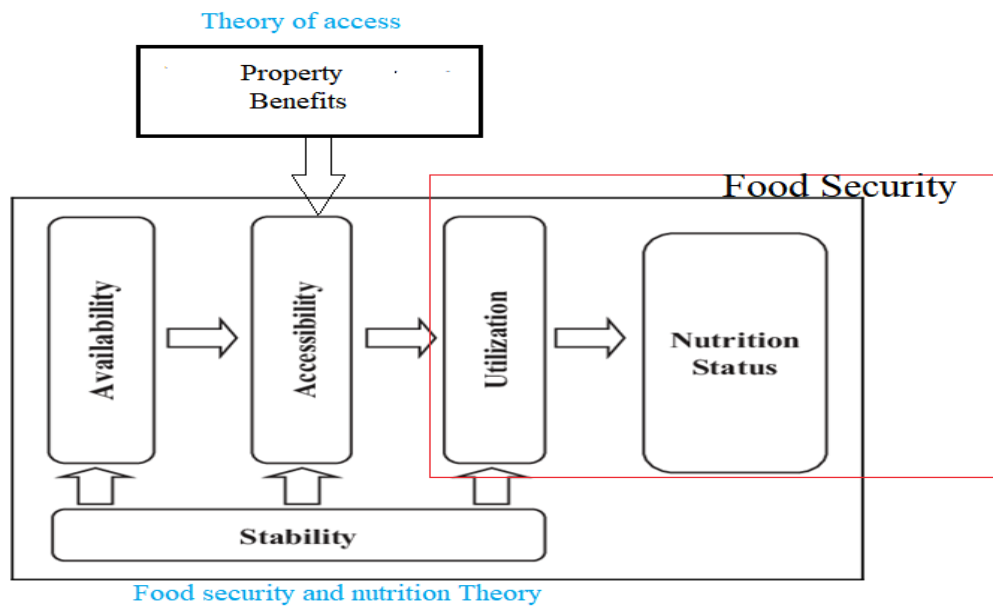 Theory of access
Property
Benefits
Food Security
Availability
Accessibility
Utilization
Nutrition
Status
Stability
Food security and nutrition Theory